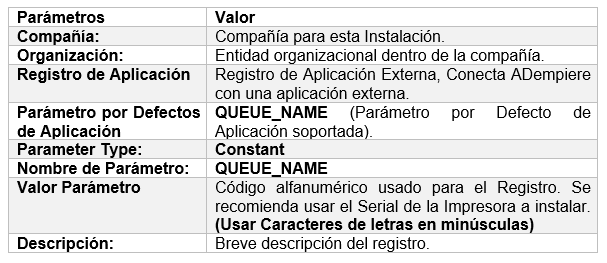 Parámetros Valor
Compañía: Compañía para esta Instalación.
Organización: Entidad organizacional dentro de la compañía.
Registro de Aplicación Registro de Aplicación Externa, Conecta ADempiere
con una aplicación externa.
Parámetro por Defectos QUEUE_NAME (Parámetro por Defecto de
de Aplicación Aplicación soportada).
Parameter Type: Constant
Nombre de Parámetro: QUEUE_NAME
Valor Parámetro Código alfanumérico usado para el Registro. Se
recomienda usar el Serial de la Impresora a instalar.
(Usar Caracteres de letras en minúsculas)
Descripción: Breve descripción del registro.